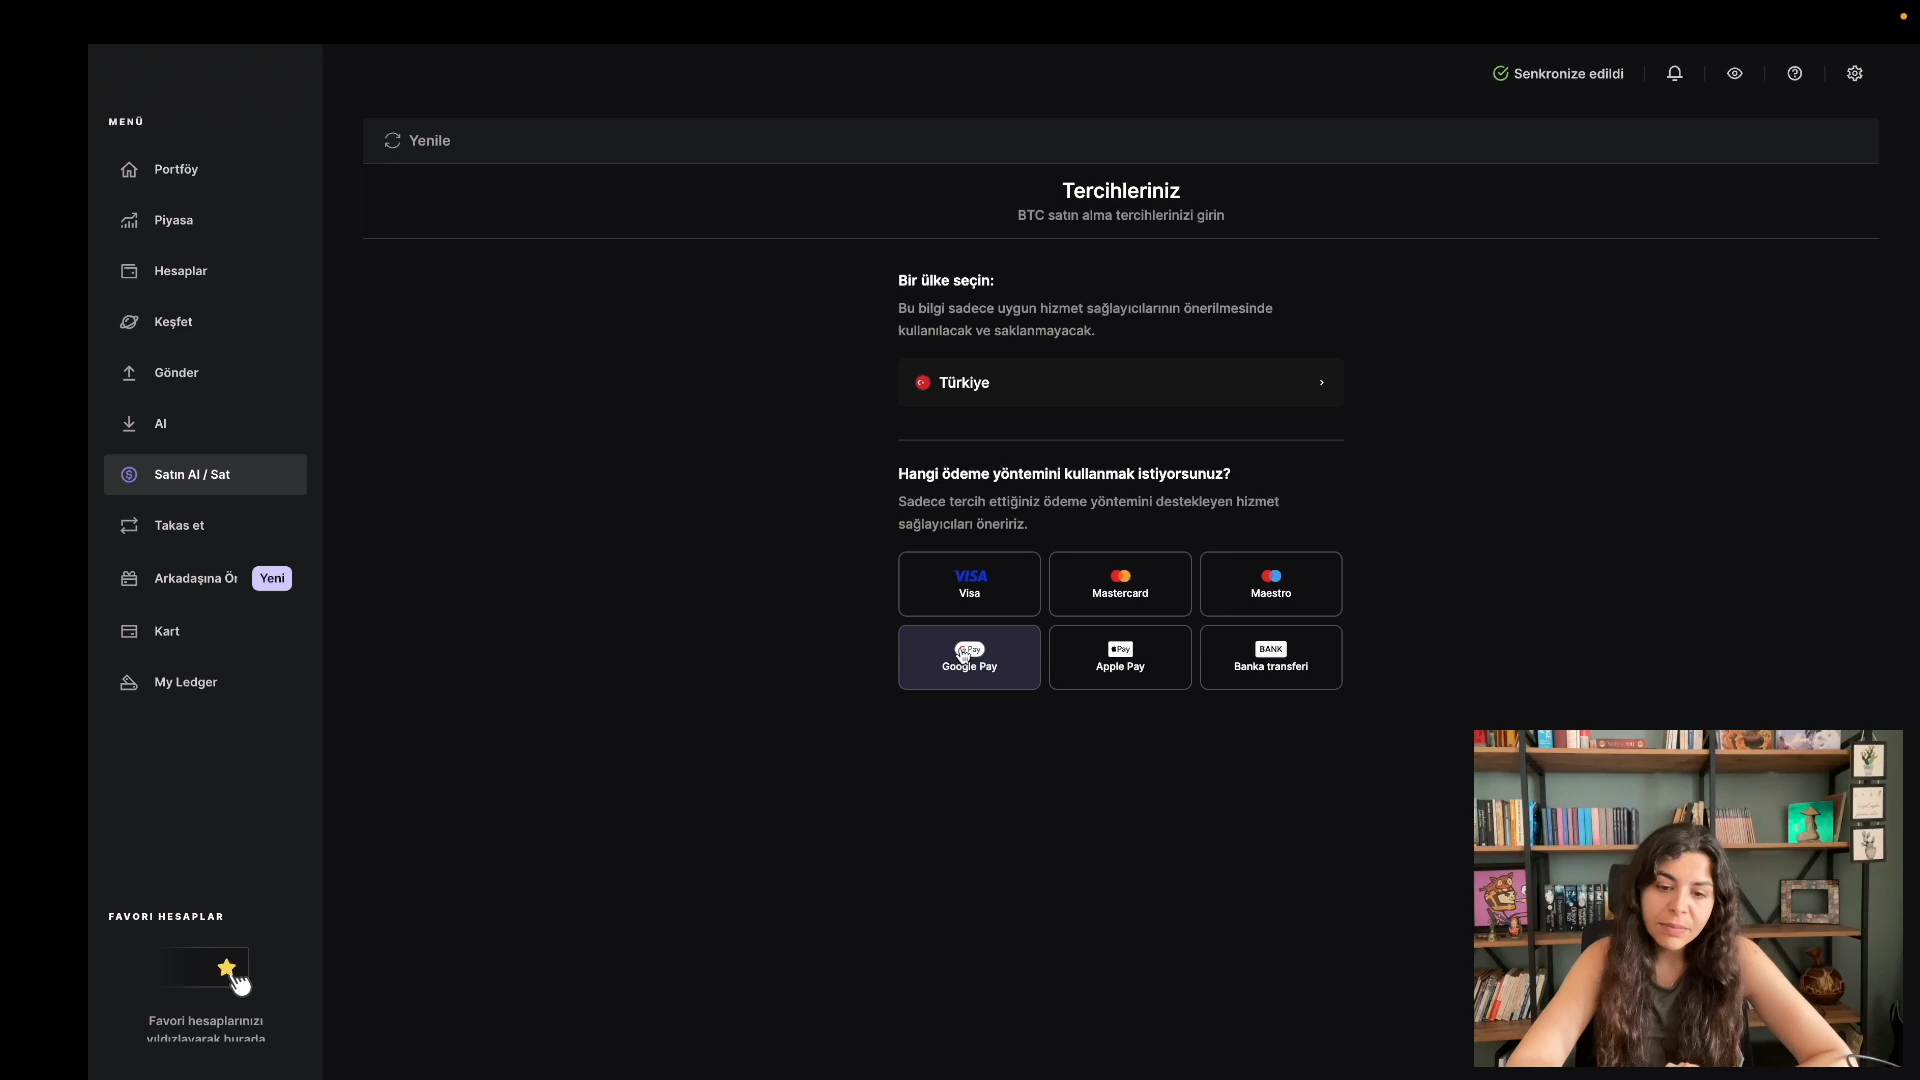 Senkronize edildi
MENÜ
Portföy
Piyasa
Hesaplar
Keşfet
Gönder
Al
Satın Al / Sat
Takas et
Arkadaşına Ör
Yeni
Kart
My Ledger
FAVORİ HESAPLAR
Favori hesaplarınızı
yıldızlayarak burada
Yenile
Tercihleriniz
BTC satın alma tercihlerinizi girin
Bir ülke seçin:
Bu bilgi sadece uygun hizmet sağlayıcılarının önerilmesinde
kullanılacak ve saklanmayacak.
Türkiye
Hangi ödeme yöntemini kullanmak istiyorsunuz?
Sadece tercih ettiğiniz ödeme yöntemini destekleyen hizmet
sağlayıcıları öneririz.
VISA
Visa
Mastercard
Maestro
G Pay
Google Pay
Pay
Apple Pay
BANK
Banka transferi